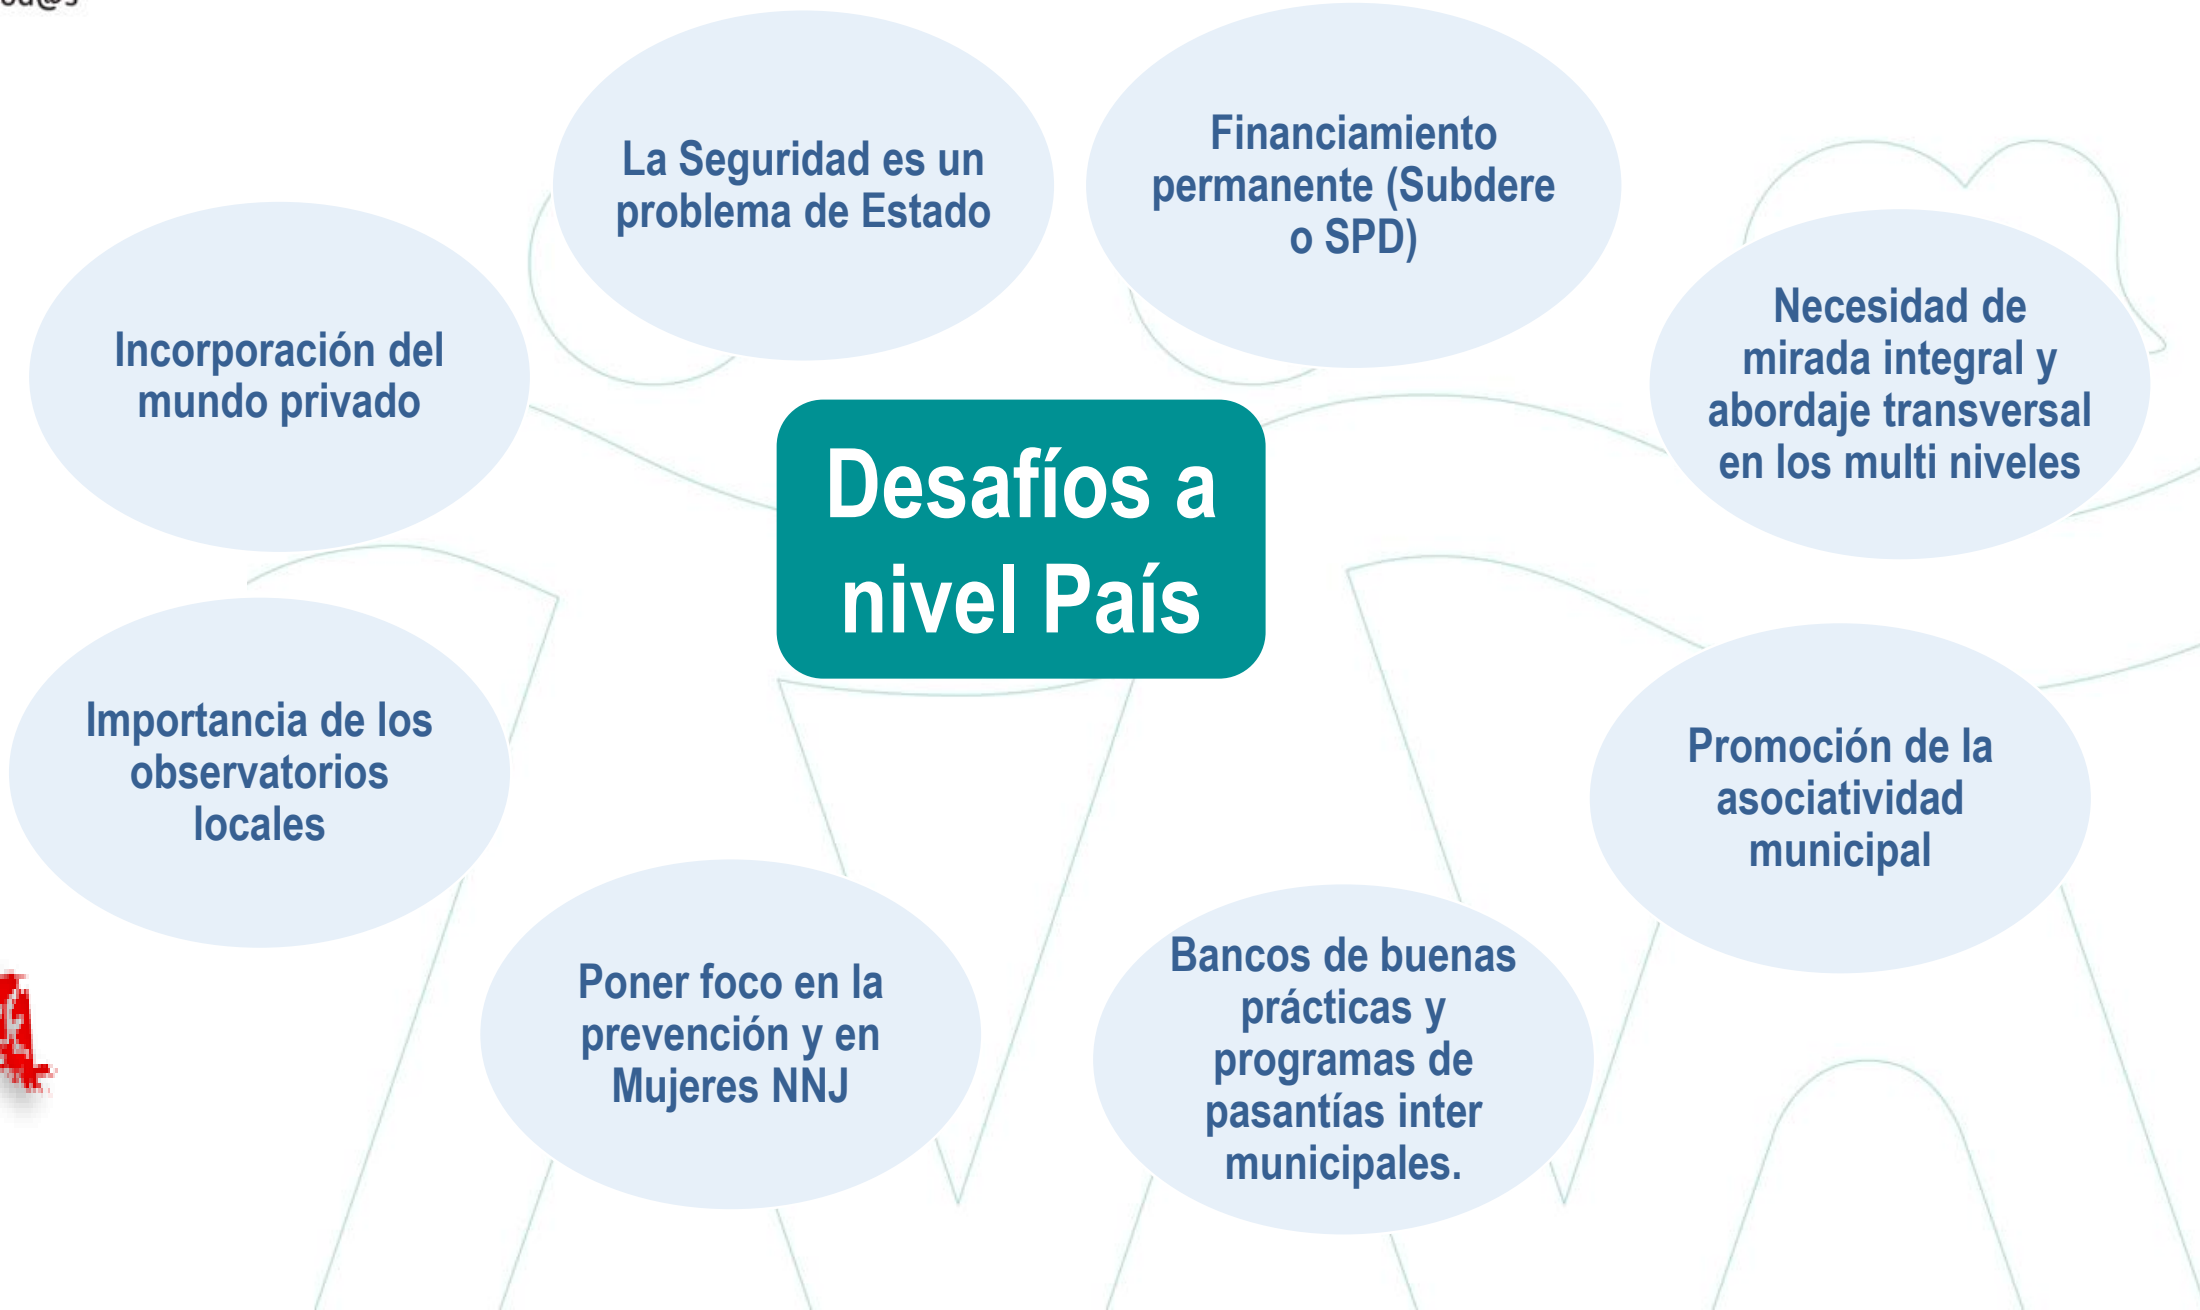 La Seguridad es un
problema de Estado
Financiamiento
permanente (Subdere
o SPD)
Necesidad de
mirada integral y
abordaje transversal
en los multi niveles
Incorporación del
mundo privado
Desafíos a
nivel País
Importancia de los
observatorios
locales
Promoción de la
asociatividad
municipal
Poner foco en la
prevención y en
Mujeres NNJ
Bancos de buenas
prácticas y
programas de
pasantías inter
municipales.